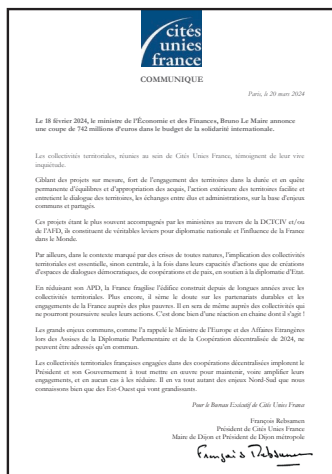 cités
unies
france
COMMUNIQUE
Paris, le 20 mars 2024
Le 18 février 2024, le ministre de l'Économie et des Finances, Bruno Le Maire annonce
une coupe de 742 millions d'euros dans le budget de la solidarité internationale.
Les collectivités territoriales, réunies au sein de Cités Unies France, témoignent de leur vive
inquiétude.
Ciblant des projets sur mesure, fort de l'engagement des territoires dans la durée et en quête
permanente d'équilibres et d'appropriation des acquis, l'action extérieure des territoires facilite et
entretient le dialogue des territoires, les échanges entre élus et administrations, sur la base d'enjeux
communs et partagés.
Ces projets étant le plus souvent accompagnés par les ministères au travers de la DCTCIV et/ou
de l'AFD, ils constituent de véritables leviers pour diplomatie nationale et l'influence de la France
dans le Monde.
Par ailleurs, dans le contexte marqué par des crises de toutes natures, l'implication des collectivités
territoriales est essentielle, sinon centrale, à la fois dans leurs capacités d'actions que de créations
d'espaces de dialogues démocratiques, de coopérations et de paix, en soutien à la diplomatie d'Etat.
En réduisant son APD, la France fragilise l'édifice construit depuis de longues années avec les
collectivités territoriales. Plus encore, il sème le doute sur les partenariats durables et les
engagements de la France auprès des plus pauvres. Il en sera de même auprès des collectivités qui
ne pourront poursuivre seules leurs actions. C'est donc bien d'une réaction en chaine dont il s'agit !
Les grands enjeux communs, comme l'a rappelé le Ministre de l'Europe et des Affaires Etrangères
lors des Assises de la Diplomatie Parlementaire et de la Coopération décentralisée de 2024, ne
peuvent être adressés qu'en commun.
Les collectivités territoriales françaises engagées dans des coopérations décentralisées implorent le
Président et son Gouvernement à tout mettre en œuvre pour maintenir, voire amplifier leurs
engagements, et en aucun cas à les réduire. Il en va tout autant des enjeux Nord-Sud que nous
connaissons bien que des Est-Ouest qui vont grandissant.
Pour le Bureau Exécutif de Cités Unies France
François Rebsamen
Président de Cités Unies France
Maire de Dijon et Président de Dijon métropole
François Rebsamen